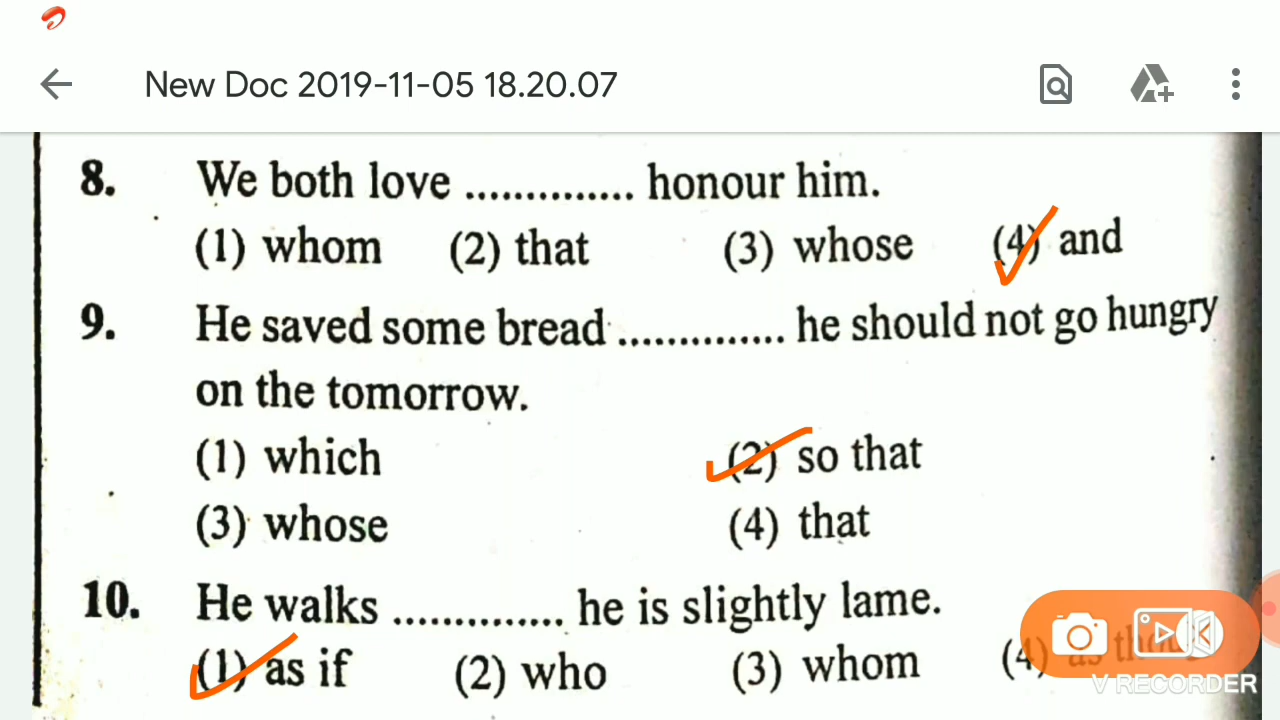 New Doc 2019-11-05 18.20.07
8. We both love .............. honour him.
(1) whom (2) that (3) whose (4) and
9. He saved some bread .............. he should not go hungry
on the tomorrow.
(1) which (2) so that
(3) whose (4) that
10. He walks .............. he is slightly lame.
(1) as if (2) who (3) whom (4) as though
V RECORDER